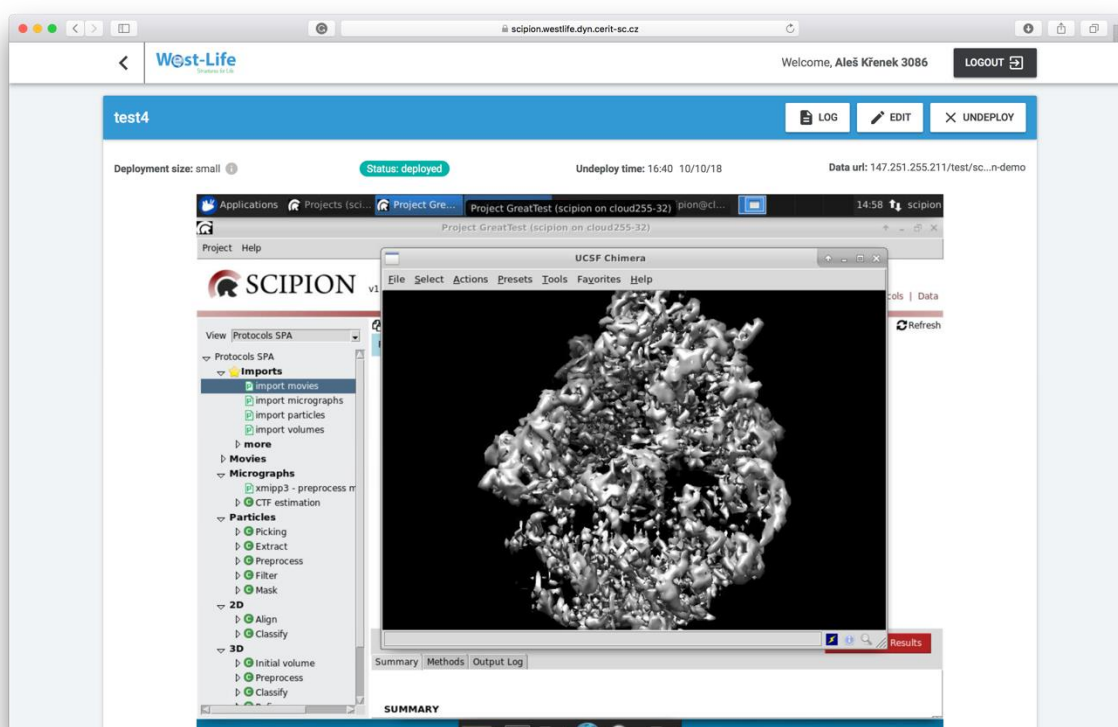 scipion.westlife.dyn.cerit-sc.cz
West-Life
Welcome, Aleš Křenek 3086
LOGOUT
test4
LOG
EDIT
UNDEPLOY
Deployment size: small
Status: deployed
Undeploy time: 16:40 10/10/18
Data url: 147.251.255.211/test/sc...n-demo
Applications
Projects (sci...
Project Gre...
Project GreatTest (scipion on cloud255-32)
pion@cl...
14:58
scipion
Project GreatTest (scipion on cloud255-32)
Project Help
UCSF Chimera
File Select Actions Presets Tools Favorites Help
SCIPION
v1
cols | Data
View Protocols SPA
Refresh
Protocols SPA
Imports
import movies
import micrographs
import particles
import volumes
more
Movies
Micrographs
xmipp3 - preprocess m
CTF estimation
Particles
Picking
Extract
Preprocess
Filter
Mask
2D
Align
Classify
3D
Initial volume
Preprocess
Classify
Results
Summary Methods Output Log
SUMMARY